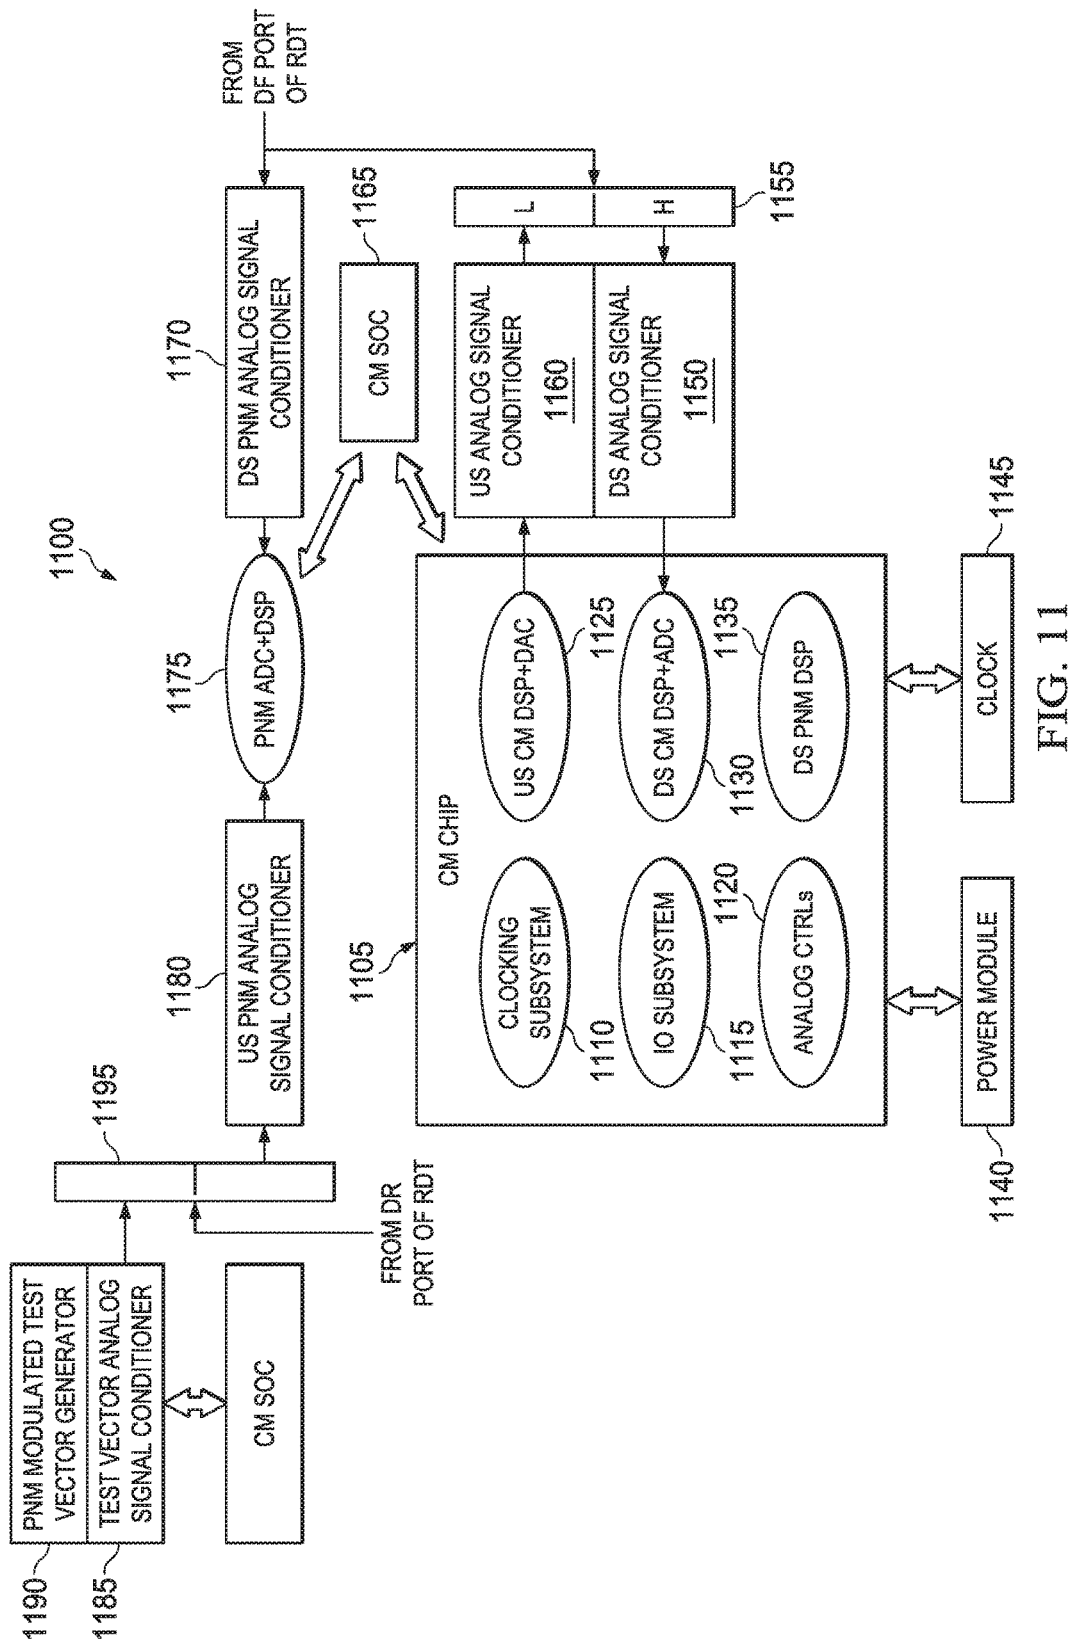 1100
1190
PNM MODULATED TEST
VECTOR GENERATOR
1185
TEST VECTOR ANALOG
SIGNAL CONDITIONER
CM SOC
1195
FROM DR
PORT OF RDT
1180
US PNM ANALOG
SIGNAL CONDITIONER
1175
PNM ADC+DSP
1170
DS PNM ANALOG SIGNAL
CONDITIONER
FROM
DF PORT
OF RDT
CM SOC
1165
1105
CM CHIP
CLOCKING
SUBSYSTEM
1110
US CM DSP+DAC
1125
IO SUBSYSTEM
1115
DS CM DSP+ADC
1130
1120
ANALOG CTRLs
1135
DS PNM DSP
US ANALOG SIGNAL
CONDITIONER
1160
DS ANALOG SIGNAL
CONDITIONER
1150
L
H
1155
1140
POWER MODULE
CLOCK
1145
FIG. 11